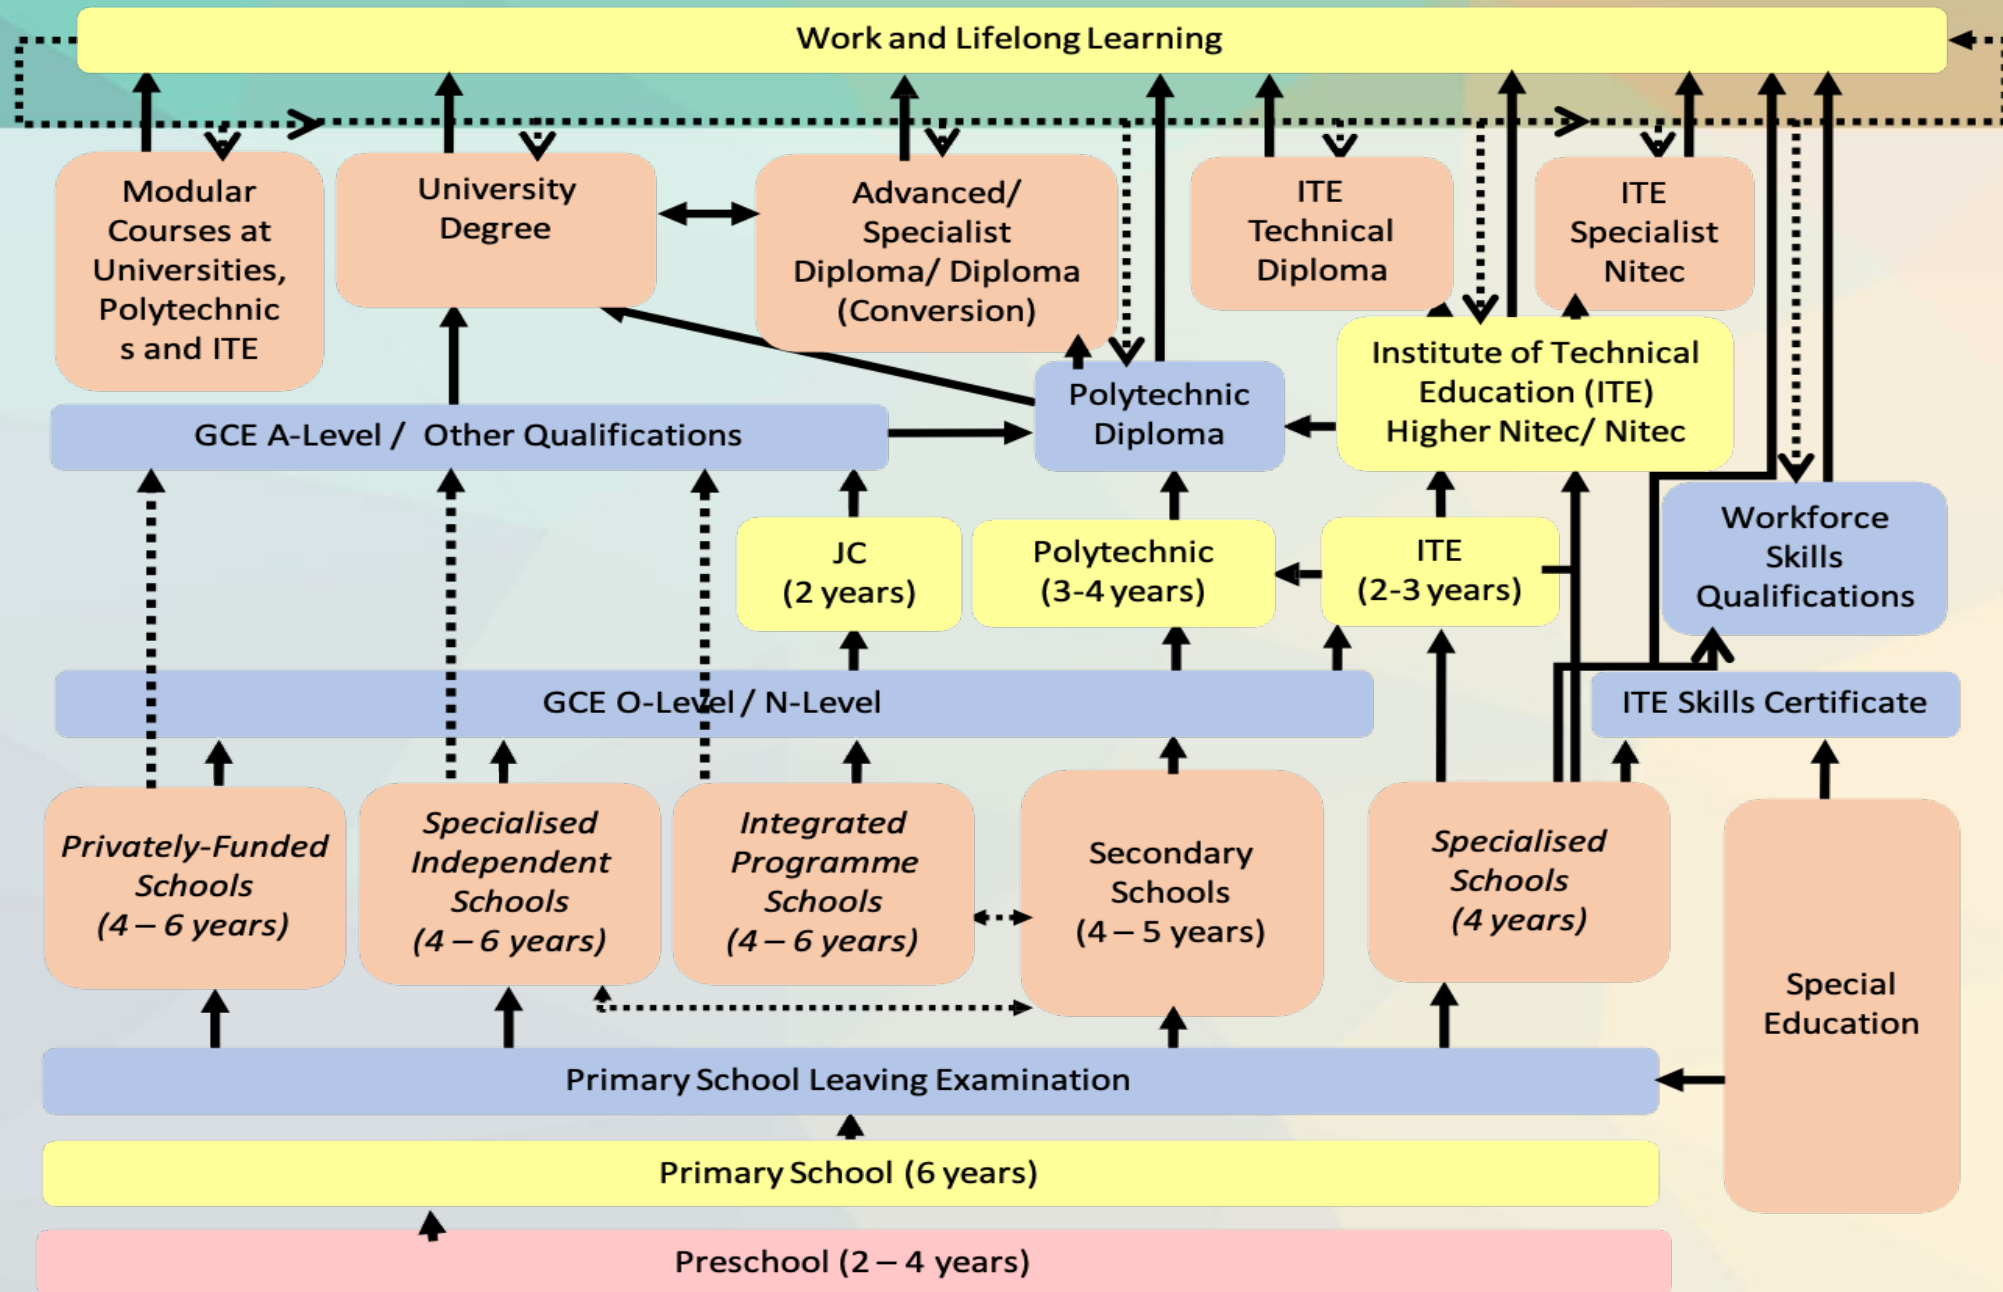 Work and Lifelong Learning
Modular
Courses at
Universities,
Polytechnic
s and ITE
University
Degree
Advanced/
Specialist
Diploma/ Diploma
(Conversion)
ITE
Technical
Diploma
ITE
Specialist
Nitec
Institute of Technical
Education (ITE)
Higher Nitec/ Nitec
Polytechnic
Diploma
GCE A-Level / Other Qualifications
JC
(2 years)
Polytechnic
(3-4 years)
ITE
(2-3 years)
Workforce
Skills
Qualifications
GCE O-Level / N-Level
ITE Skills Certificate
Privately-Funded
Schools
(4 – 6 years)
Specialised
Independent
Schools
(4 – 6 years)
Integrated
Programme
Schools
(4 – 6 years)
Secondary
Schools
(4 – 5 years)
Specialised
Schools
(4 years)
Special
Education
Primary School Leaving Examination
Primary School (6 years)
Preschool (2 – 4 years)